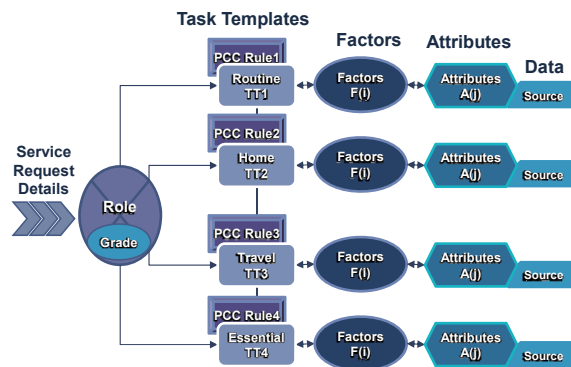 Task Templates
Factors
Attributes
Data
PCC Rule1
Routine
TT1
Factors
F(i)
Attributes
A(j)
Source
PCC Rule2
Home
TT2
Factors
F(i)
Attributes
A(j)
Source
Service
Request
Details
Role
Grade
PCC Rule3
Travel
TT3
Factors
F(i)
Attributes
A(j)
Source
PCC Rule4
Essential
TT4
Factors
F(i)
Attributes
A(j)
Source